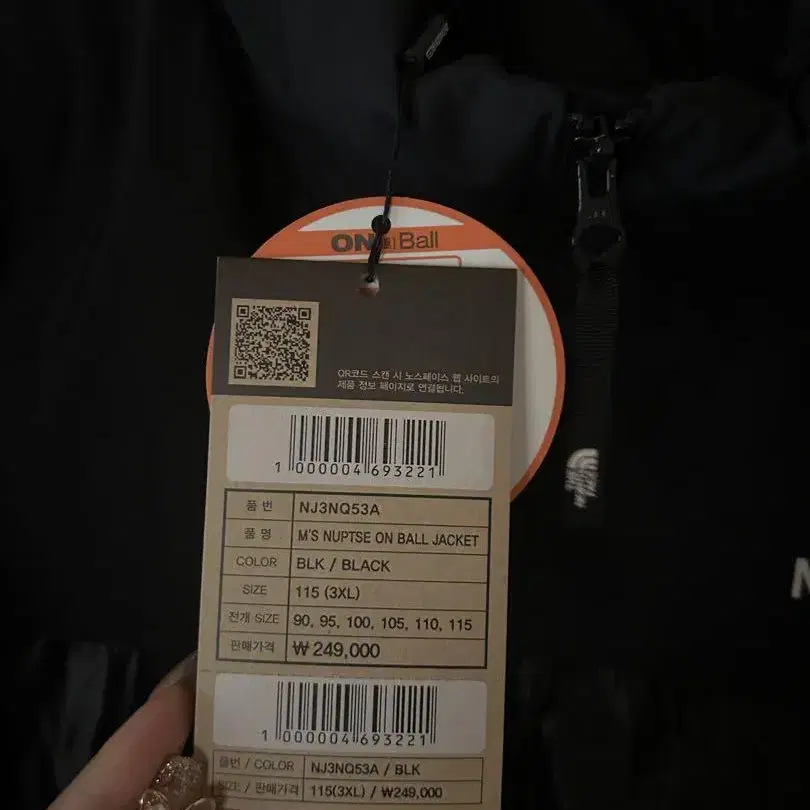 ON Ball
QR코드 스캔 시 노스페이스 웹 사이트의
제품 정보 페이지로 연결됩니다.
1 000004 693221
품 번 NJ3NQ53A
품 명 M'S NUPTSE ON BALL JACKET
COLOR BLK / BLACK
SIZE 115 (3XL)
전개 SIZE 90, 95, 100, 105, 110, 115
판매가격 ₩249,000
1 000004 693221
품번 / COLOR NJ3NQ53A / BLK
SIZE / 판매가격 115(3XL) / ₩249,000